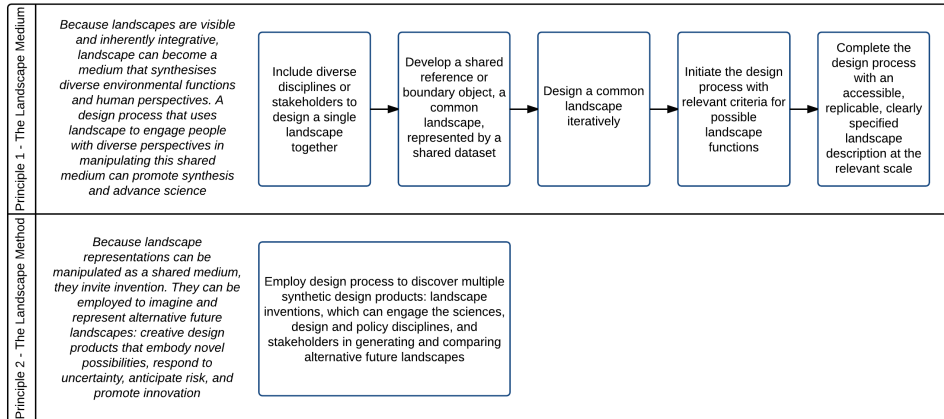 Principle 1 - The Landscape Medium
Because landscapes are visible
and inherently integrative,
landscape can become a
medium that synthesises
diverse environmental functions
and human perspectives. A
design process that uses
landscape to engage people
with diverse perspectives in
manipulating this shared
medium can promote synthesis
and advance science
Include diverse
disciplines or
stakeholders to
design a single
landscape
together
Develop a shared
reference or
boundary object, a
common
landscape,
represented by a
shared dataset
Design a common
landscape
iteratively
Initiate the design
process with
relevant criteria for
possible
landscape
functions
Complete the
design process
with an
accessible,
replicable, clearly
specified
landscape
description at the
relevant scale
Principle 2 - The Landscape Method
Because landscape
representations can be
manipulated as a shared medium,
they invite invention. They can be
employed to imagine and
represent alternative future
landscapes: creative design
products that embody novel
possibilities, respond to
uncertainty, anticipate risk, and
promote innovation
Employ design process to discover multiple
synthetic design products: landscape
inventions, which can engage the sciences,
design and policy disciplines, and
stakeholders in generating and comparing
alternative future landscapes